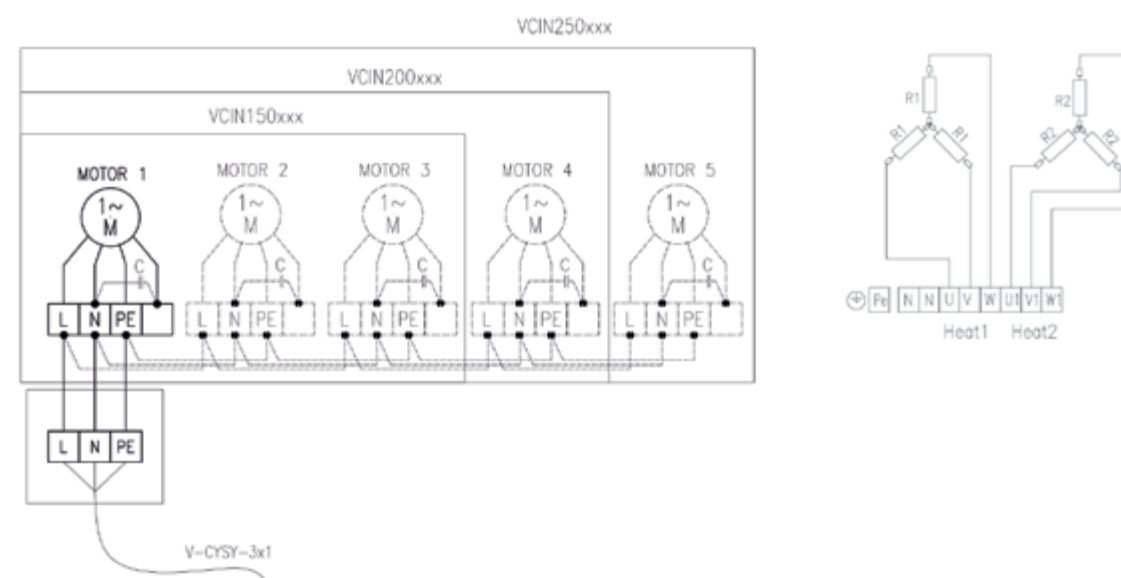 VCIN250xxx
VCIN200xxx
VCIN150xxx
MOTOR 1 MOTOR 2 MOTOR 3 MOTOR 4 MOTOR 5
1~ 1~ 1~ 1~ 1~
M M M M M
C C C C C
L N PE L N PE L N PE L N PE L N PE
L N PE
V-CYSY-3x1
R1 R2
R1 R1 R2 R2
Pe N N U V W U1 V1 W1
Heat1 Heat2